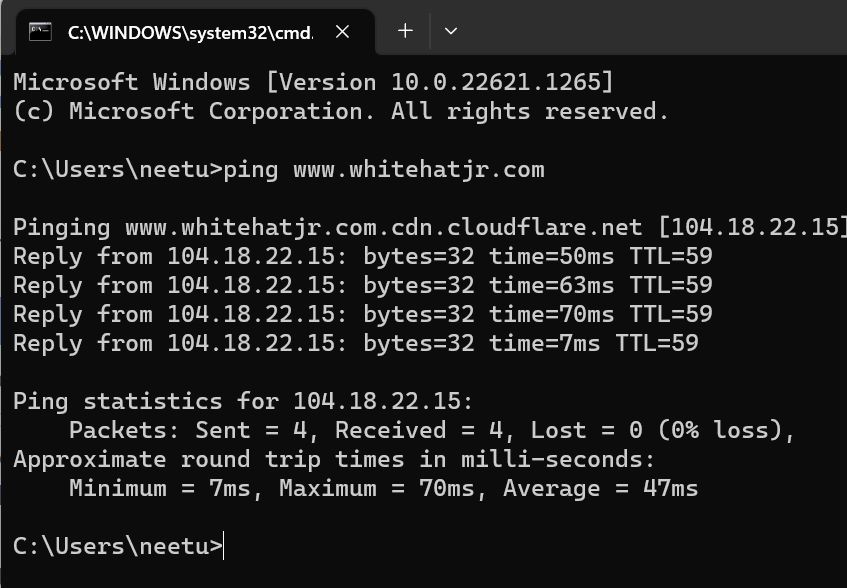 C:\WINDOWS\system32\cmd.
Microsoft Windows [Version 10.0.22621.1265]
(c) Microsoft Corporation. All rights reserved.
C:\Users\neetu>ping www.whitehatjr.com
Pinging www.whitehatjr.com.cdn.cloudflare.net [104.18.22.15]
Reply from 104.18.22.15: bytes=32 time=50ms TTL=59
Reply from 104.18.22.15: bytes=32 time=63ms TTL=59
Reply from 104.18.22.15: bytes=32 time=70ms TTL=59
Reply from 104.18.22.15: bytes=32 time=7ms TTL=59
Ping statistics for 104.18.22.15:
    Packets: Sent = 4, Received = 4, Lost = 0 (0% loss),
Approximate round trip times in milli-seconds:
    Minimum = 7ms, Maximum = 70ms, Average = 47ms
C:\Users\neetu>